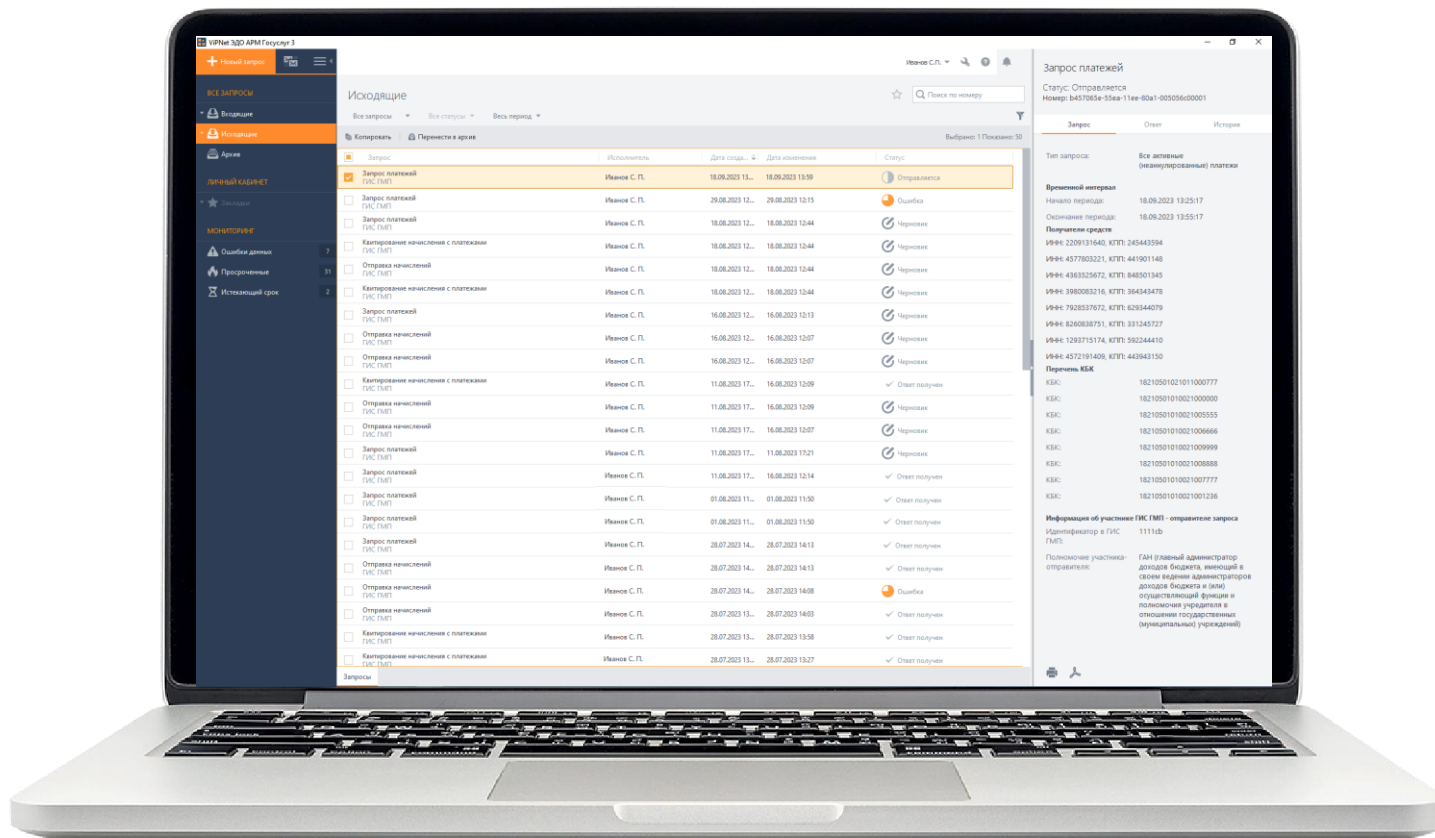 ViPNet ЭДО АРМ Госуслуг 3
Новый запрос
Иванов С.П.
ВСЕ ЗАПРОСЫ
Входящие
Исходящие
Архив
ЛИЧНЫЙ КАБИНЕТ
Закладки
МОНИТОРИНГ
Ошибки данных 7
Просроченные 31
Истекающий срок 2
Исходящие
Поиск по номеру
Все запросы Все статусы Весь период
Копировать Перенести в архив Выбрано: 1 Показано: 50
Запрос Исполнитель Дата созда... Дата изменения Статус
Запрос платежей
ГИС ГМП
Иванов С. П. 18.09.2023 13... 18.09.2023 13:59 Отправляется
Запрос платежей
ГИС ГМП
Иванов С. П. 29.08.2023 12... 29.08.2023 12:15 Ошибка
Запрос платежей
ГИС ГМП
Иванов С. П. 18.08.2023 12... 18.08.2023 12:44 Черновик
Квитирование начисления с платежами
ГИС ГМП
Иванов С. П. 18.08.2023 12... 18.08.2023 12:44 Черновик
Отправка начислений
ГИС ГМП
Иванов С. П. 18.08.2023 12... 18.08.2023 12:44 Черновик
Квитирование начисления с платежами
ГИС ГМП
Иванов С. П. 18.08.2023 12... 18.08.2023 12:44 Черновик
Запрос платежей
ГИС ГМП
Иванов С. П. 16.08.2023 12... 16.08.2023 12:13 Черновик
Отправка начислений
ГИС ГМП
Иванов С. П. 16.08.2023 12... 16.08.2023 12:07 Черновик
Отправка начислений
ГИС ГМП
Иванов С. П. 16.08.2023 12... 16.08.2023 12:07 Черновик
Квитирование начисления с платежами
ГИС ГМП
Иванов С. П. 11.08.2023 17... 16.08.2023 12:09 Ответ получен
Отправка начислений
ГИС ГМП
Иванов С. П. 11.08.2023 17... 16.08.2023 12:09 Черновик
Отправка начислений
ГИС ГМП
Иванов С. П. 11.08.2023 17... 16.08.2023 12:07 Черновик
Запрос платежей
ГИС ГМП
Иванов С. П. 11.08.2023 17... 11.08.2023 17:21 Черновик
Запрос платежей
ГИС ГМП
Иванов С. П. 11.08.2023 17... 16.08.2023 12:14 Ответ получен
Запрос платежей
ГИС ГМП
Иванов С. П. 01.08.2023 11... 01.08.2023 11:50 Ответ получен
Запрос платежей
ГИС ГМП
Иванов С. П. 01.08.2023 11... 01.08.2023 11:50 Ответ получен
Запрос платежей
ГИС ГМП
Иванов С. П. 28.07.2023 14... 28.07.2023 14:13 Ответ получен
Отправка начислений
ГИС ГМП
Иванов С. П. 28.07.2023 14... 28.07.2023 14:13 Ответ получен
Отправка начислений
ГИС ГМП
Иванов С. П. 28.07.2023 14... 28.07.2023 14:08 Ошибка
Отправка начислений
ГИС ГМП
Иванов С. П. 28.07.2023 13... 28.07.2023 14:03 Ответ получен
Квитирование начисления с платежами
ГИС ГМП
Иванов С. П. 28.07.2023 13... 28.07.2023 13:58 Ответ получен
Квитирование начисления с платежами
ГИС ГМП
Иванов С. П. 28.07.2023 13... 28.07.2023 13:27 Ответ получен
Запросы
Запрос платежей
Статус: Отправляется
Номер: b457065e-55ea-11ee-80a1-005056c00001
Запрос Ответ История
Тип запроса: Все активные
(неаннулированные) платежи
Временной интервал
Начало периода: 18.09.2023 13:25:17
Окончание периода: 18.09.2023 13:55:17
Получатели средств
ИНН: 2209131640, КПП: 245443594
ИНН: 4577803221, КПП: 441901148
ИНН: 4363525672, КПП: 848501345
ИНН: 3980083216, КПП: 364343478
ИНН: 7928537672, КПП: 629344079
ИНН: 8260838751, КПП: 331245727
ИНН: 1293715174, КПП: 592244410
ИНН: 4572191409, КПП: 443943150
Перечень КБК
КБК: 18210501021011000777
КБК: 18210501010021000000
КБК: 18210501010021005555
КБК: 18210501010021006666
КБК: 18210501010021009999
КБК: 18210501010021008888
КБК: 18210501010021007777
КБК: 18210501010021001236
Информация об участнике ГИС ГМП - отправителе запроса
Идентификатор в ГИС ГМП: 1111cb
Полномочие участника-отправителя: ГАН (главный администратор
доходов бюджета, имеющий в
своем ведении администраторов
доходов бюджета и (или)
осуществляющий функции и
полномочия учредителя в
отношении государственных
(муниципальных) учреждений)